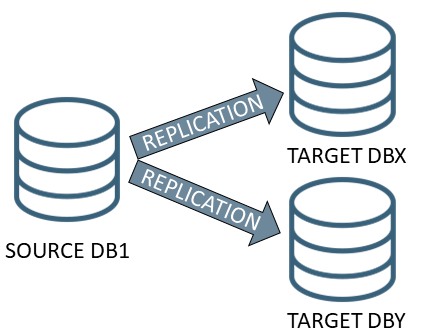 REPLICATION
TARGET DBX
SOURCE DB1
REPLICATION
TARGET DBY